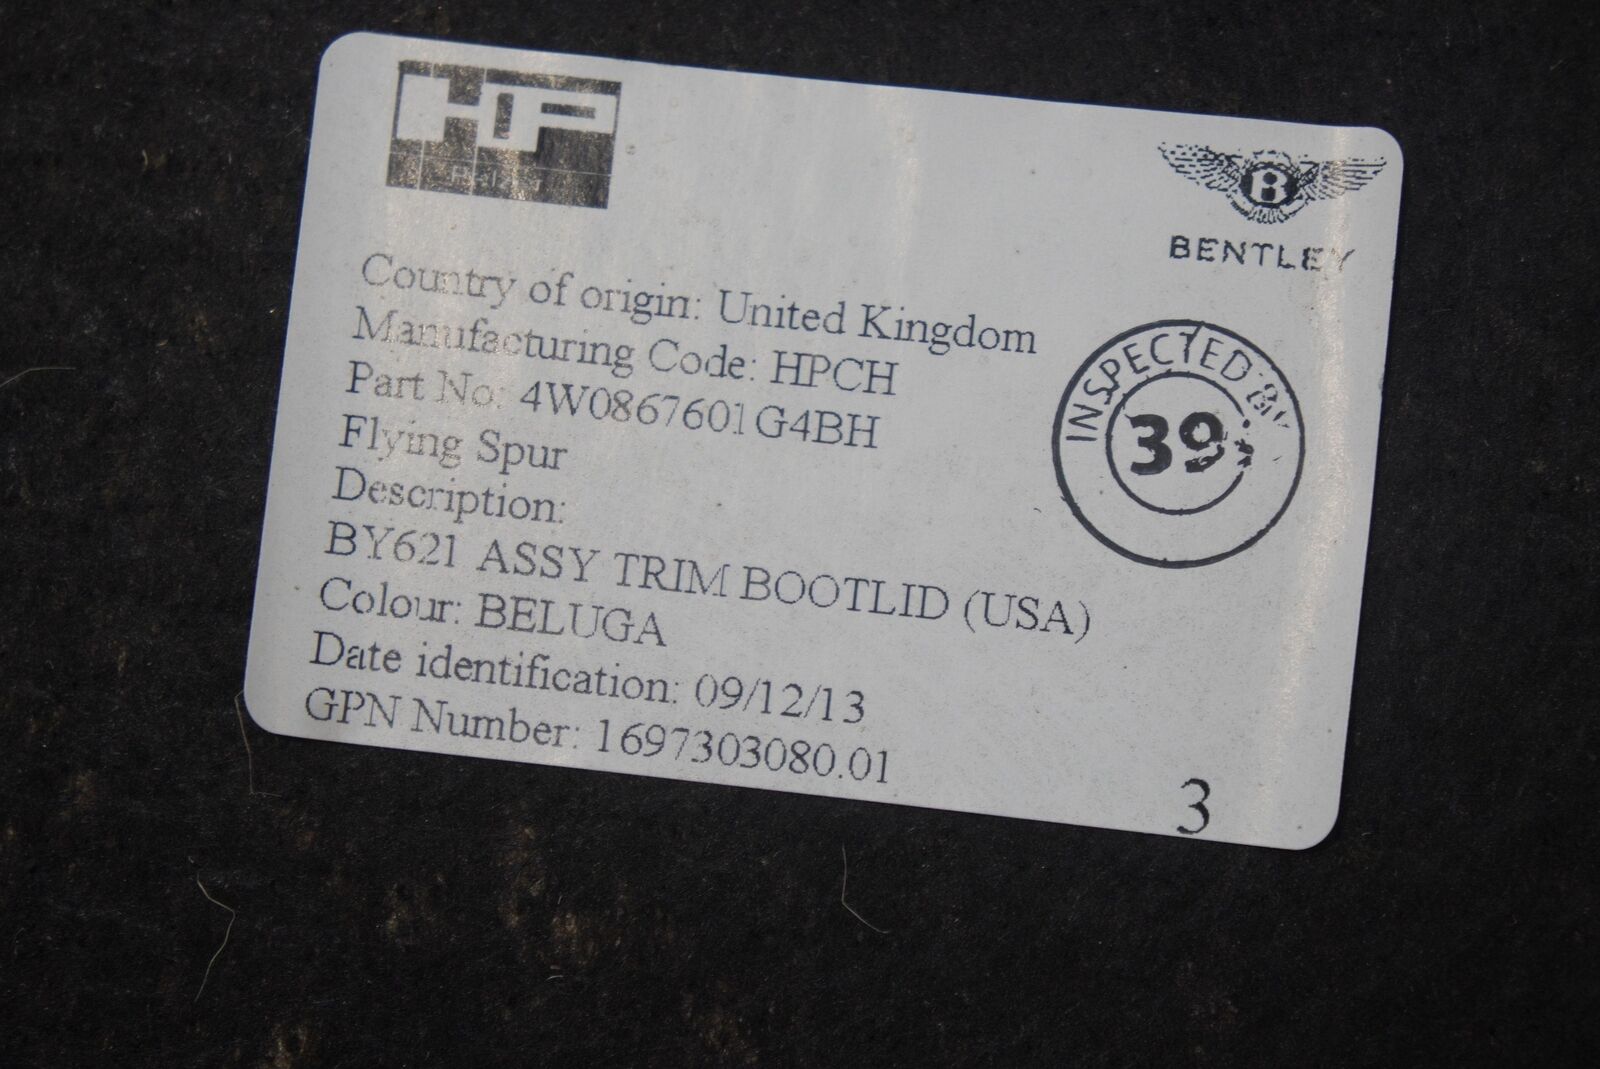 HP
BENTLEY
Country of origin: United Kingdom
Manufacturing Code: HPCH
Part No: 4W0867601G4BH
Flying Spur
Description:
BY621 ASSY TRIM BOOTLID (USA)
Colour: BELUGA
Date identification: 09/12/13
GPN Number: 1697303080.01
INSPECTED BY
39
3